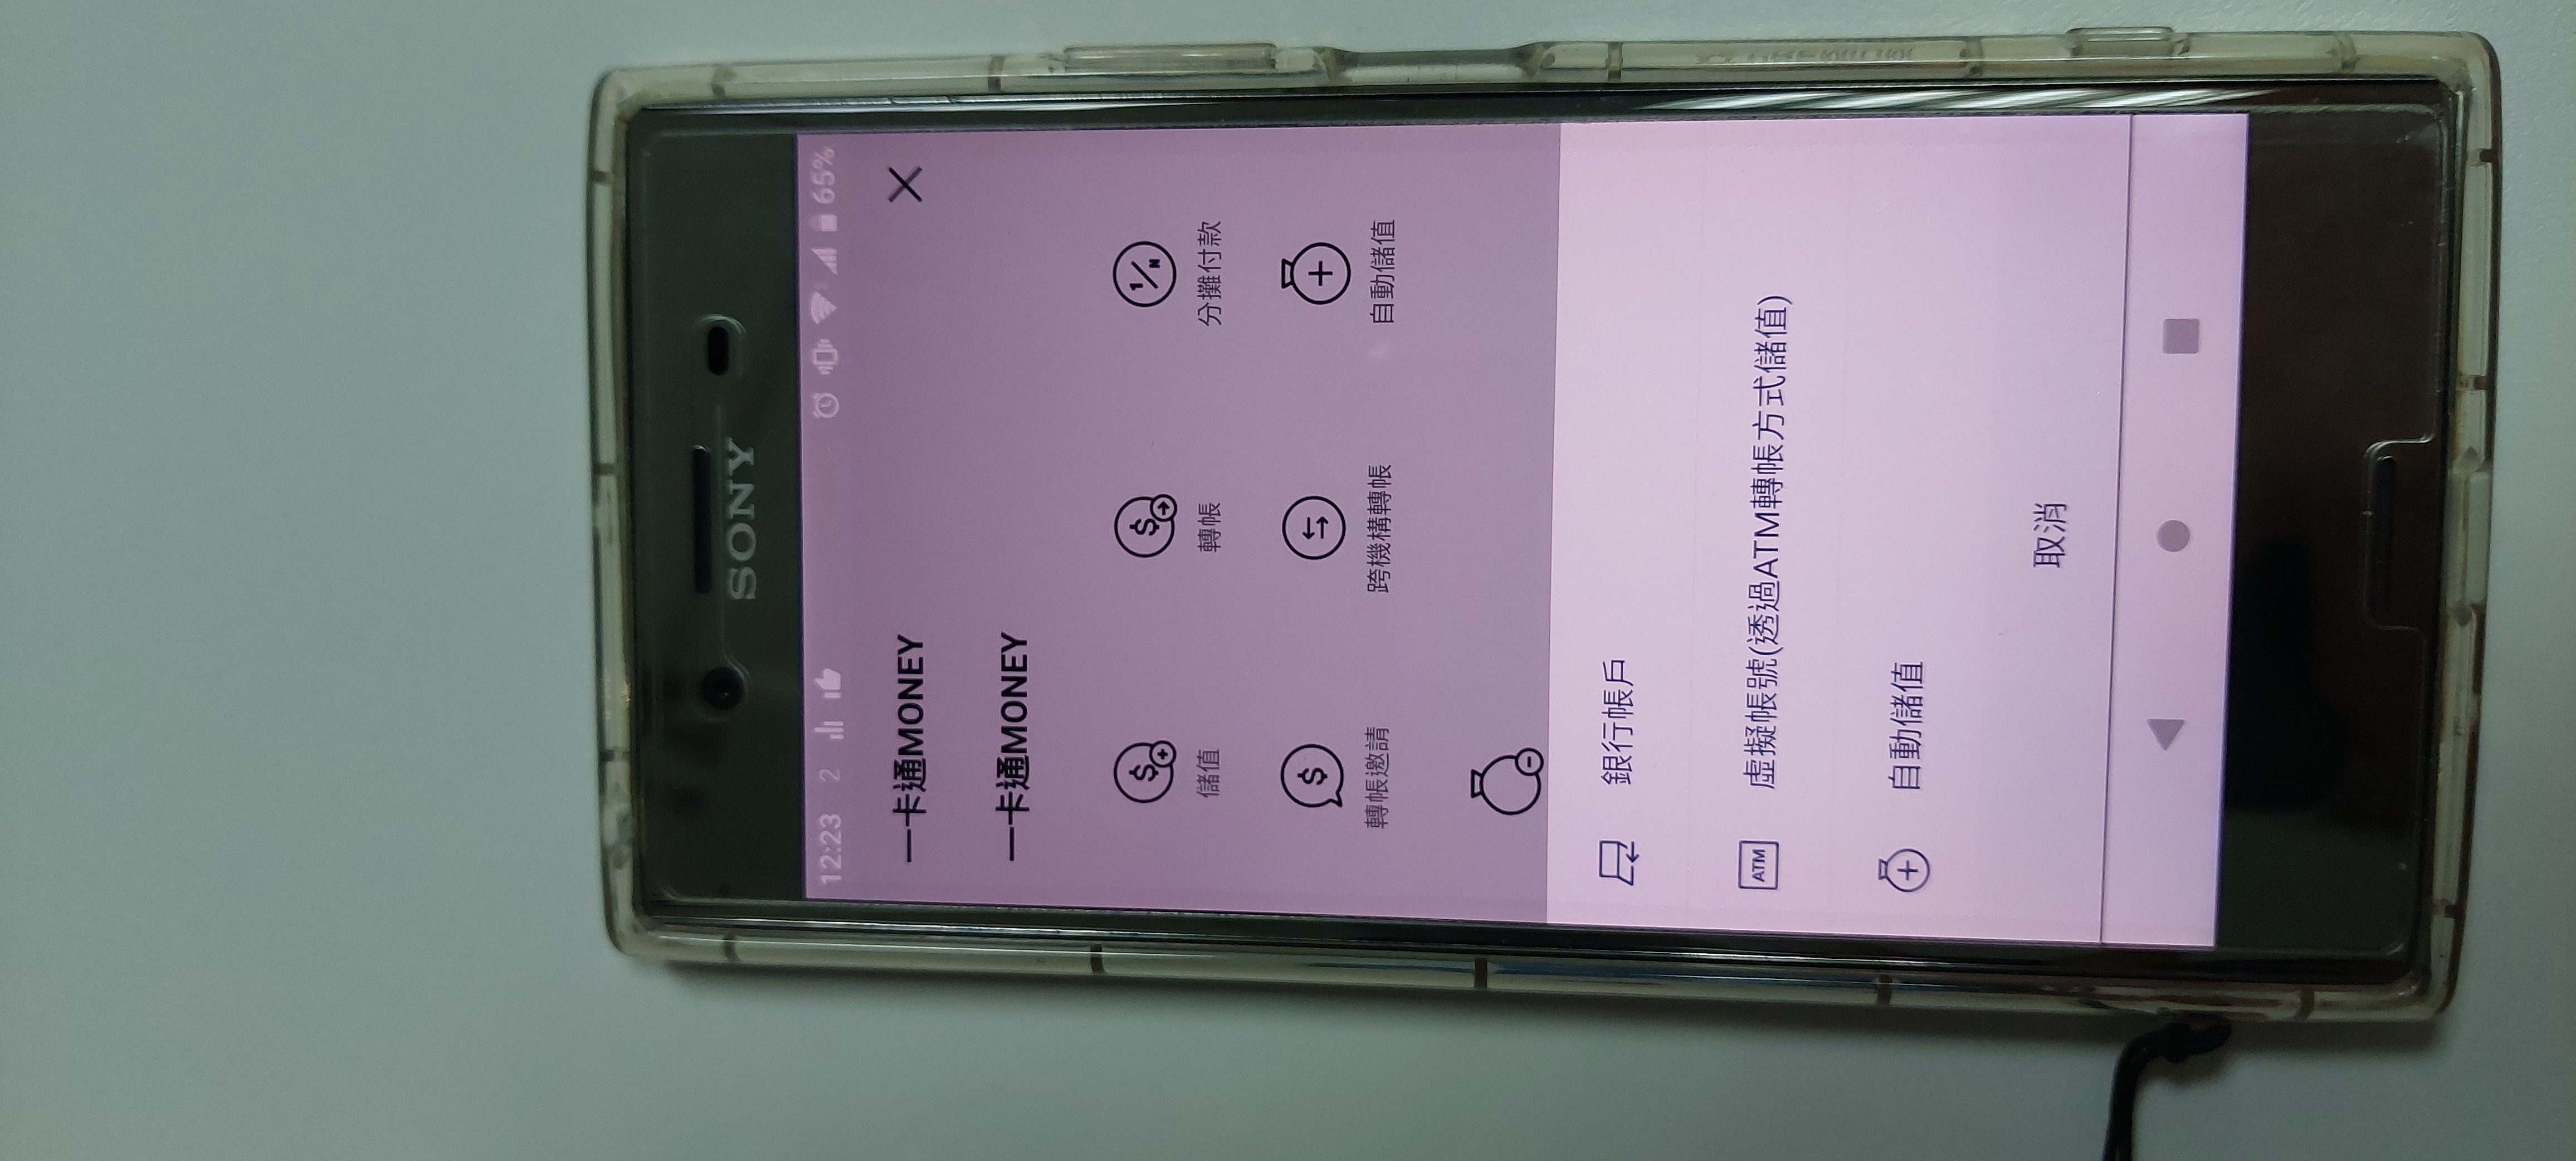 SONY
12:23 2 65%
一卡通MONEY
一卡通MONEY
儲值 轉帳 分攤付款
轉帳邀請 跨機構轉帳 自動儲值
銀行帳戶
ATM 虛擬帳號(透過ATM轉帳方式儲值)
自動儲值
取消